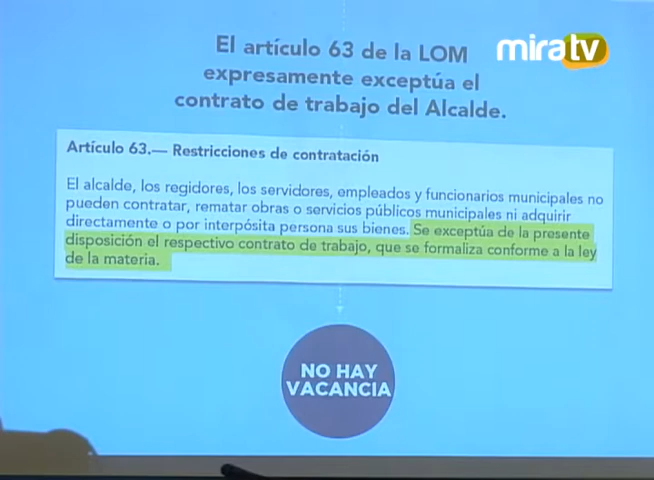 El artículo 63 de la LOM
expresamente exceptúa el
contrato de trabajo del Alcalde.
miratv
Artículo 63.— Restricciones de contratación
El alcalde, los regidores, los servidores, empleados y funcionarios municipales no
pueden contratar, rematar obras o servicios públicos municipales ni adquirir
directamente o por interpósita persona sus bienes. Se exceptúa de la presente
disposición el respectivo contrato de trabajo, que se formaliza conforme a la ley
de la materia.
NO HAY
VACANCIA